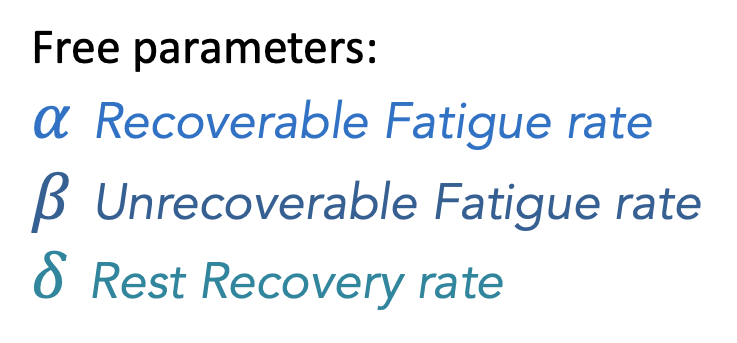 Free parameters:
α Recoverable Fatigue rate
β Unrecoverable Fatigue rate
δ Rest Recovery rate